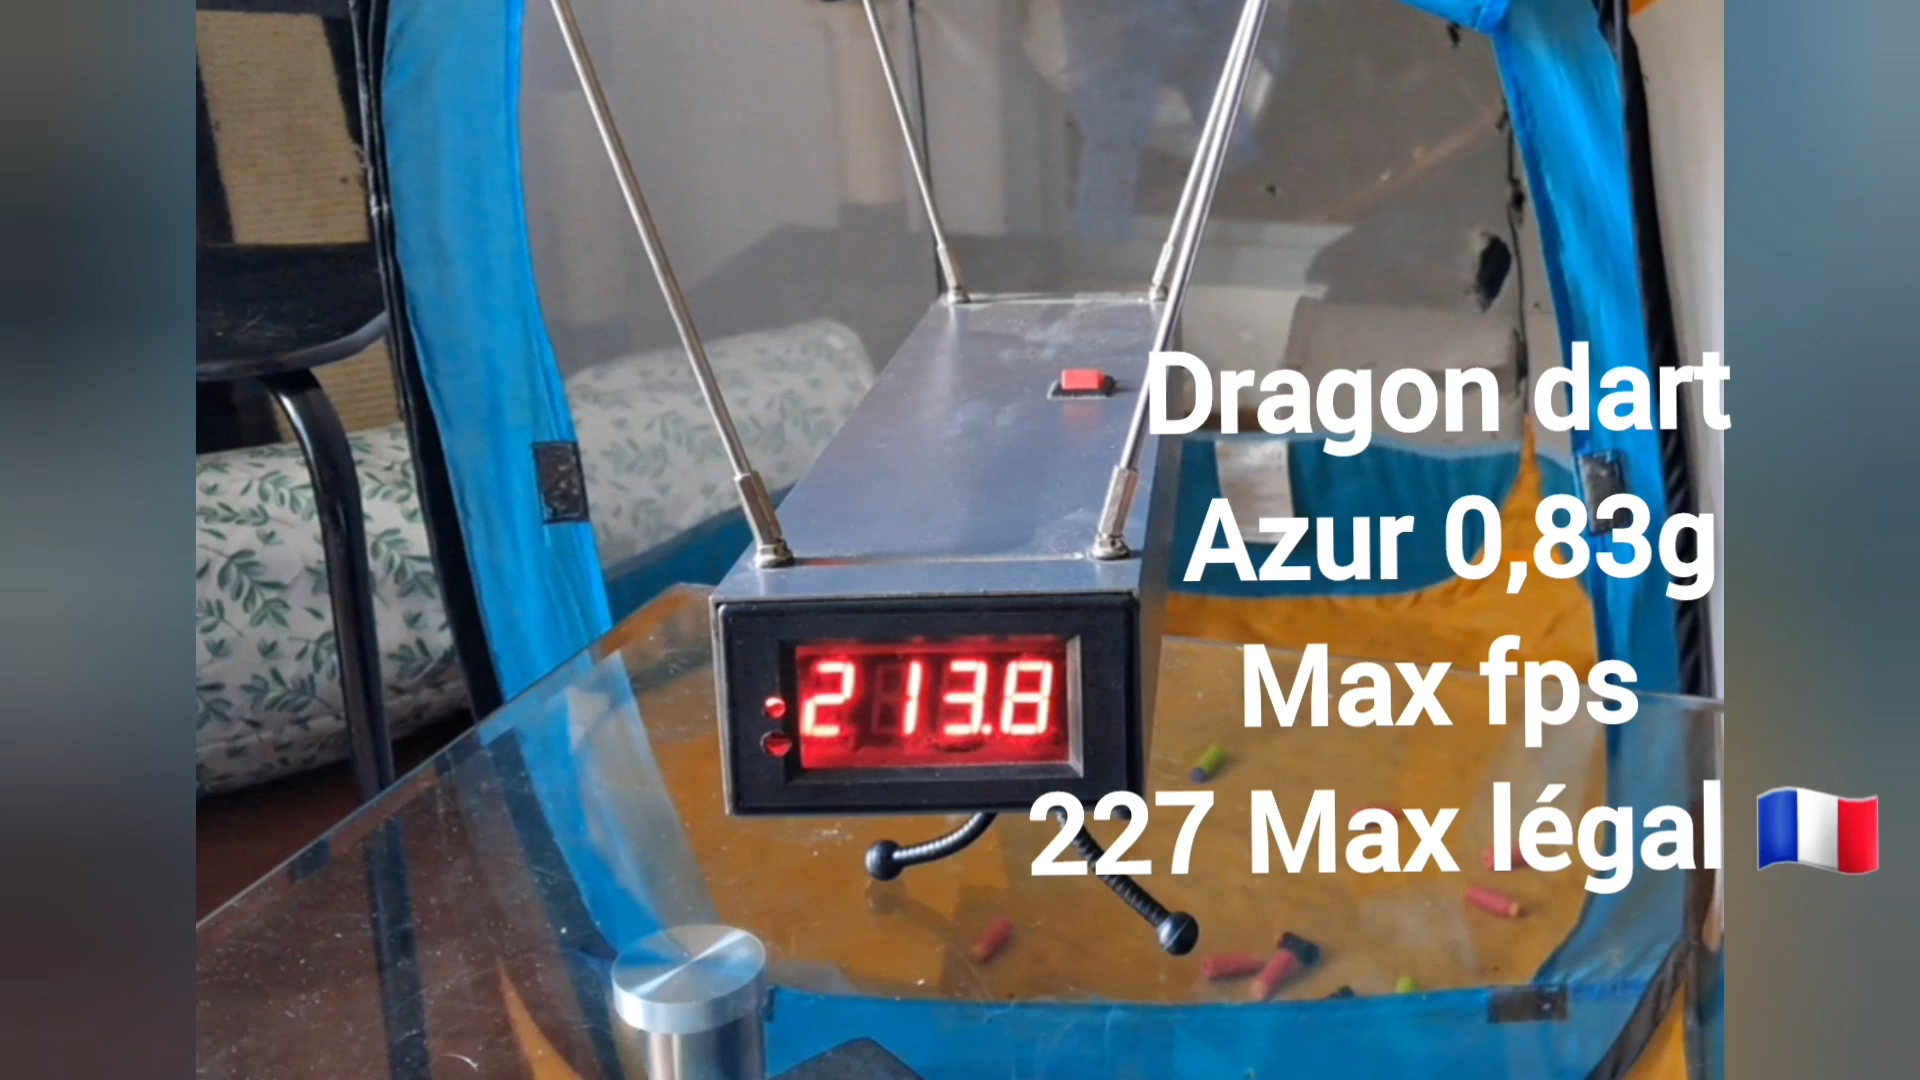 Dragon dart
Azur 0,83g
Max fps
227 Max légal 🇫🇷
213.8